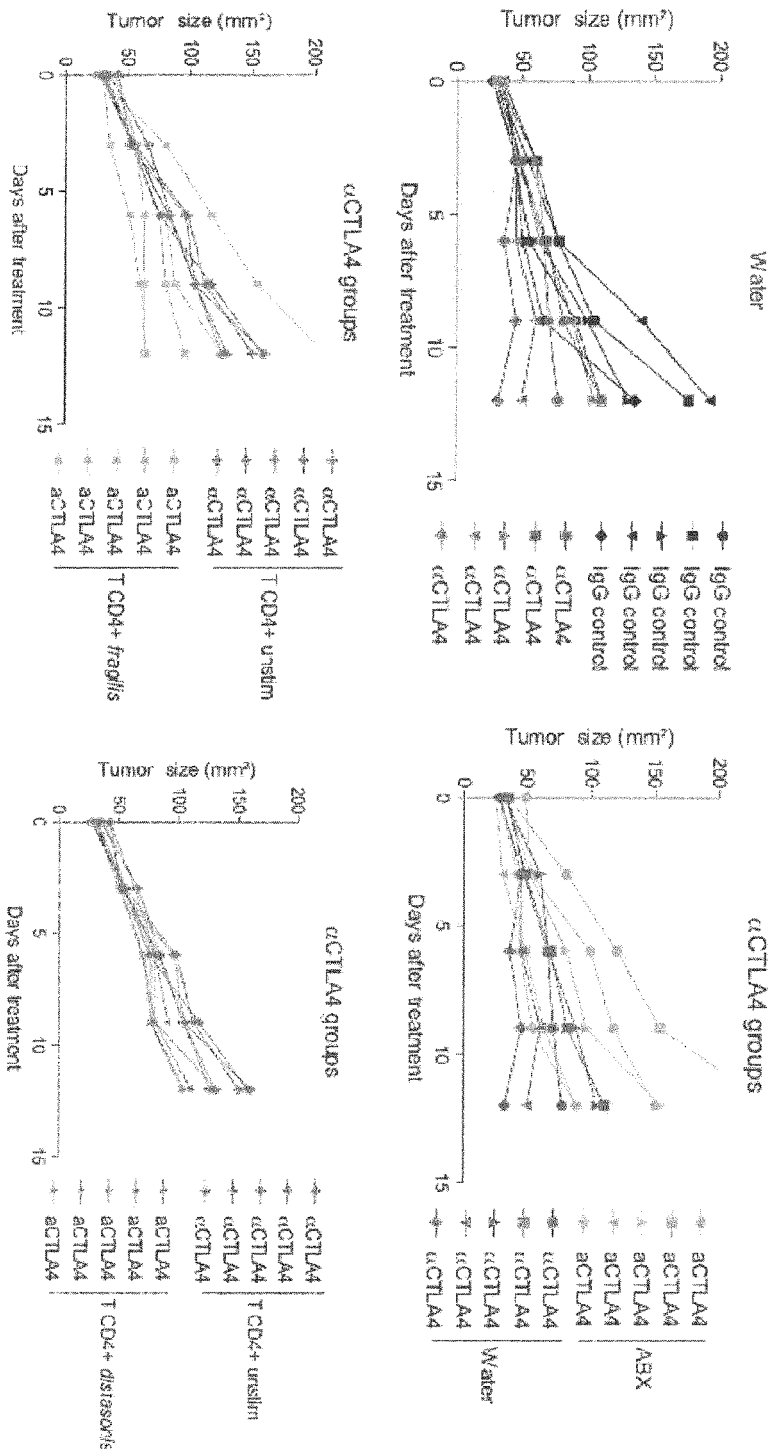 Water
Tumor size (mm²)
200
150
100
50
0
5
10
15
Days after treatment
IgG control
IgG control
IgG control
IgG control
IgG control
αCTLA4
αCTLA4
αCTLA4
αCTLA4
αCTLA4
αCTLA4 groups
Tumor size (mm²)
200
150
100
50
0
0
5
10
15
Days after treatment
aCTLA4
aCTLA4
aCTLA4
aCTLA4
aCTLA4
ABX
αCTLA4
αCTLA4
αCTLA4
αCTLA4
αCTLA4
Water
αCTLA4 groups
Tumor size (mm²)
200
150
100
50
0
0
5
10
15
Days after treatment
αCTLA4
αCTLA4
αCTLA4
αCTLA4
αCTLA4
T CD4+ unstim
aCTLA4
aCTLA4
aCTLA4
aCTLA4
aCTLA4
T CD4+ fragilis
αCTLA4 groups
Tumor size (mm²)
200
150
100
50
0
0
5
10
15
Days after treatment
αCTLA4
αCTLA4
αCTLA4
αCTLA4
αCTLA4
T CD4+ unstim
aCTLA4
aCTLA4
aCTLA4
aCTLA4
aCTLA4
T CD4+ distasonis